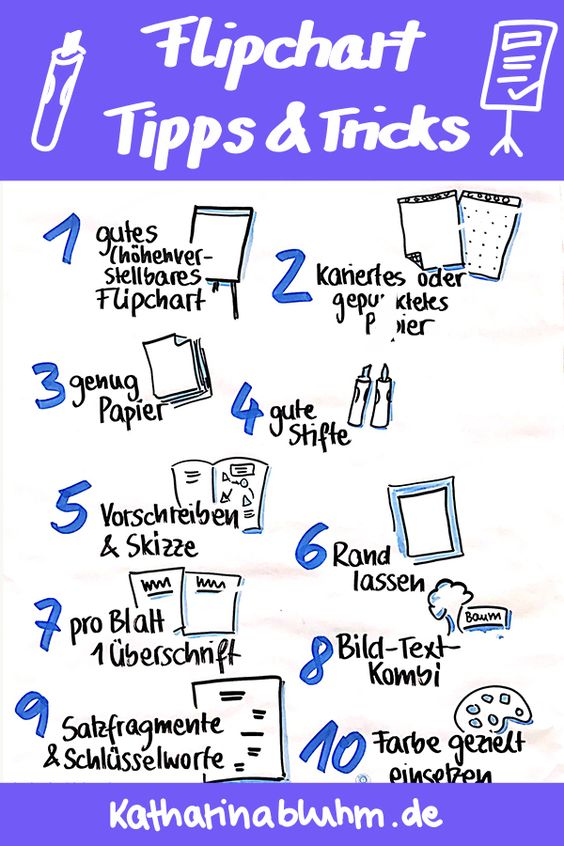 Flipchart
Tipps & Tricks
1 gutes
(höhenver-
stellbares
Flipchart
2 kariertes oder
gepunktetes
Papier
3 genug
Papier
4 gute
Stifte
5 Vorschreiben
& Skizze
6 Rand
lassen
7 pro Blatt
1 Überschrift
Baum
8 Bild-Text-
Kombi
9 Satzfragmente
& Schlüsselworte
10 Farbe gezielt
einsetzen
katharinabluhm.de